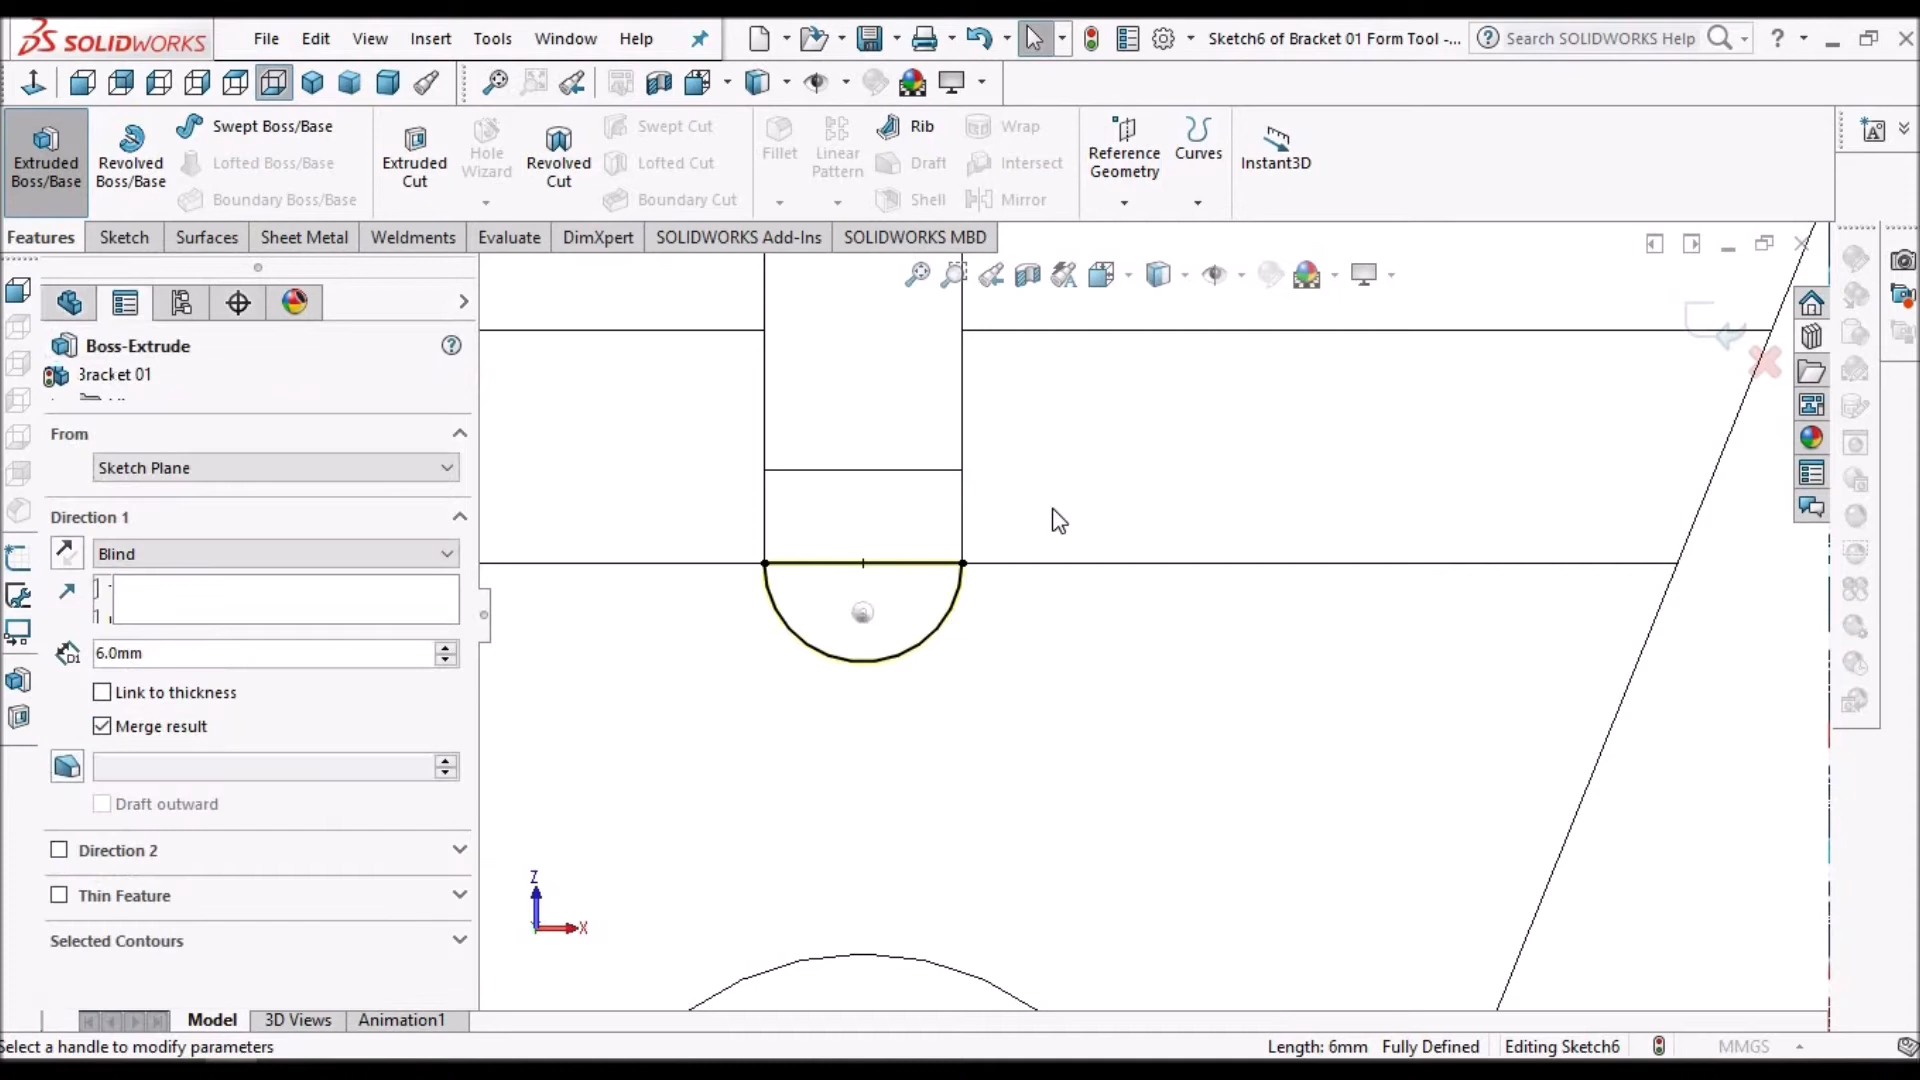 SOLIDWORKS
File Edit View Insert Tools Window Help
Sketch6 of Bracket 01 Form Tool -...
Search SOLIDWORKS Help
?
Extruded Boss/Base
Revolved Boss/Base
Swept Boss/Base
Lofted Boss/Base
Boundary Boss/Base
Extruded Cut
Hole Wizard
Revolved Cut
Swept Cut
Lofted Cut
Boundary Cut
Fillet
Linear Pattern
Rib
Draft
Shell
Wrap
Intersect
Mirror
Reference Geometry
Curves
Instant3D
Features Sketch Surfaces Sheet Metal Weldments Evaluate DimXpert SOLIDWORKS Add-Ins SOLIDWORKS MBD
Boss-Extrude
Bracket 01
From
Sketch Plane
Direction 1
Blind
D1
6.0mm
Link to thickness
Merge result
Draft outward
Direction 2
Thin Feature
Selected Contours
Z
X
Model 3D Views Animation1
Select a handle to modify parameters
Length: 6mm Fully Defined Editing Sketch6 MMGS